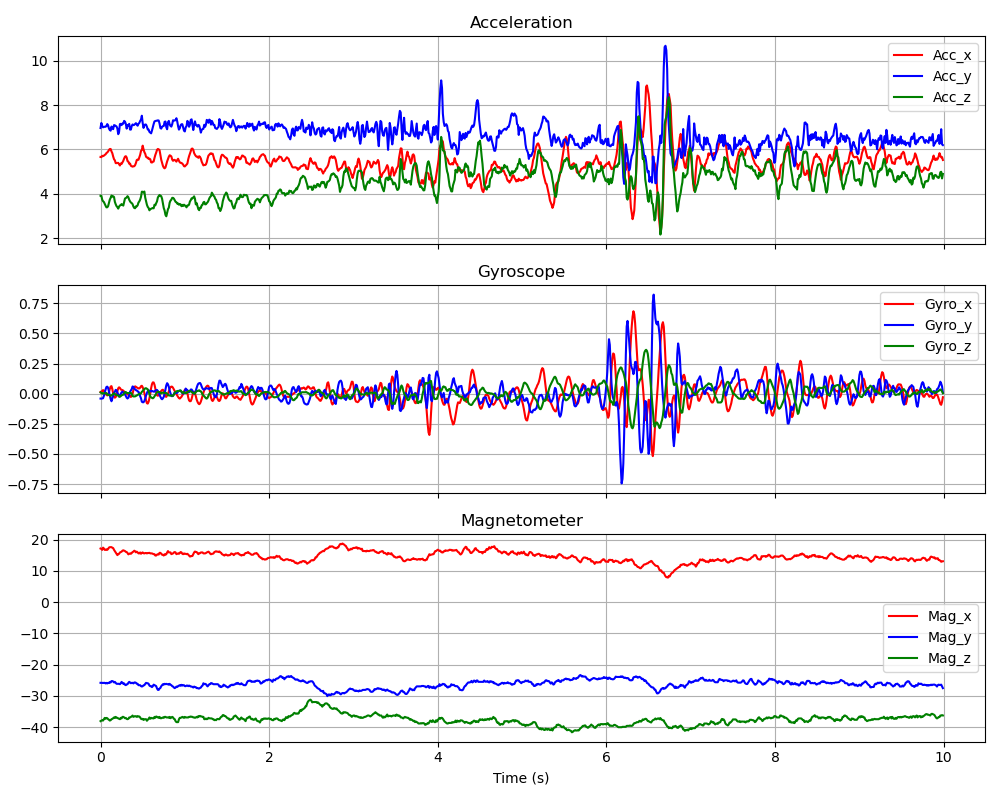 Acceleration
10
8
6
4
2
Acc_x
Acc_y
Acc_z
Gyroscope
0.75
0.50
0.25
0.00
−0.25
−0.50
−0.75
Gyro_x
Gyro_y
Gyro_z
Magnetometer
20
10
0
−10
−20
−30
−40
Mag_x
Mag_y
Mag_z
0 2 4 6 8 10
Time (s)